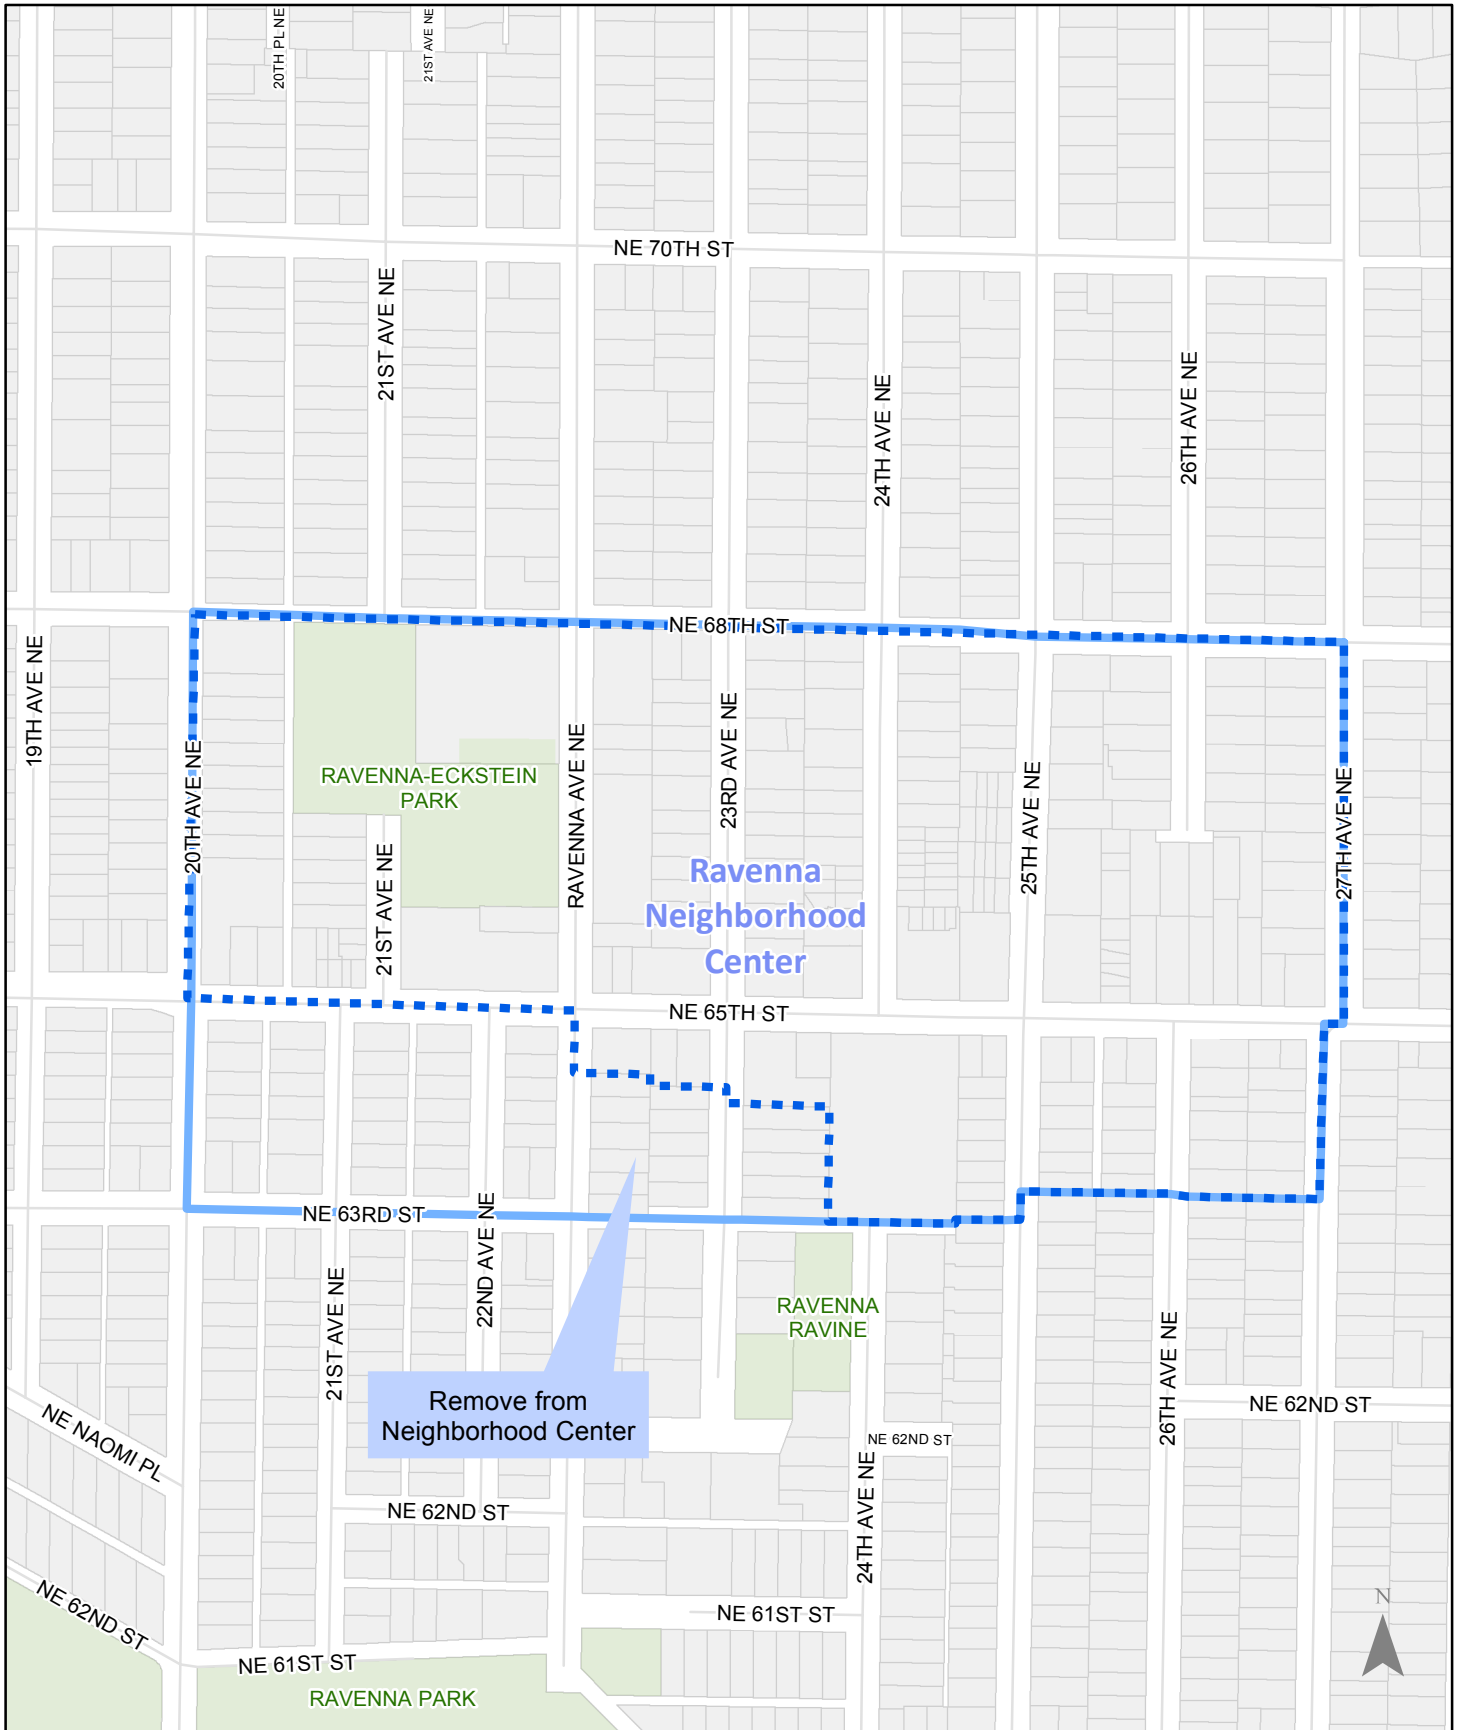 20TH PL NE
21ST AVE NE
NE 70TH ST
21ST AVE NE
24TH AVE NE
26TH AVE NE
NE 68TH ST
19TH AVE NE
20TH AVE NE
RAVENNA-ECKSTEIN
PARK
RAVENNA AVE NE
23RD AVE NE
25TH AVE NE
27TH AVE NE
21ST AVE NE
Ravenna
Neighborhood
Center
NE 65TH ST
NE 63RD ST
22ND AVE NE
21ST AVE NE
RAVENNA
RAVINE
26TH AVE NE
Remove from
Neighborhood Center
NE 62ND ST
NE NAOMI PL
NE 62ND ST
24TH AVE NE
NE 62ND ST
NE 62ND ST
NE 61ST ST
N
NE 61ST ST
RAVENNA PARK